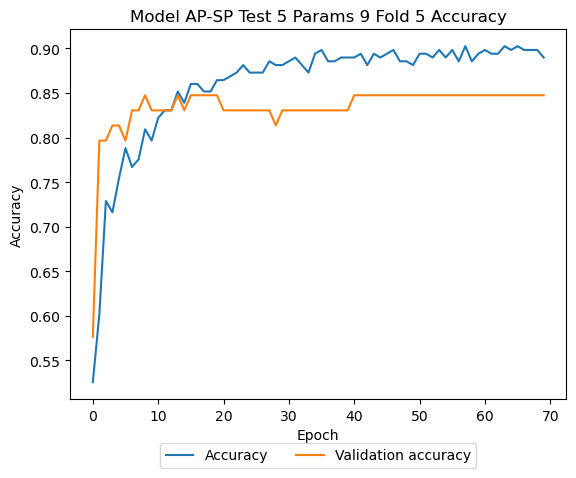 Model AP-SP Test 5 Params 9 Fold 5 Accuracy
Accuracy
0.90
0.85
0.80
0.75
0.70
0.65
0.60
0.55
0 10 20 30 40 50 60 70
Epoch
Accuracy Validation accuracy